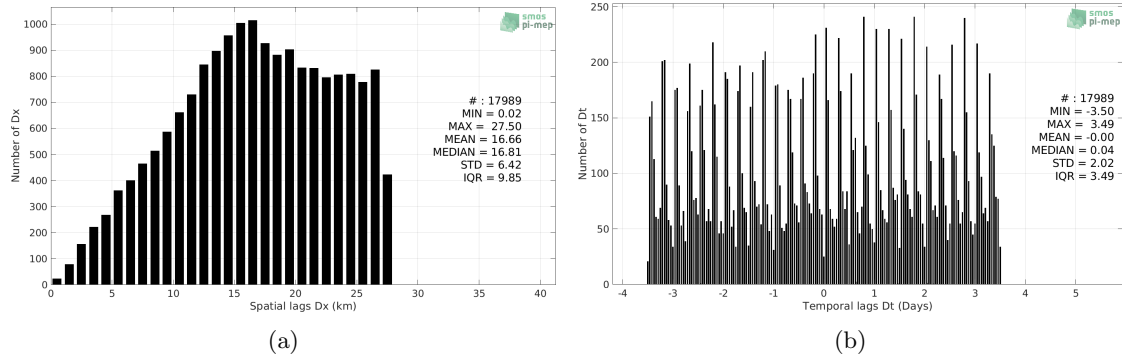 1000
900
800
700
600
500
400
300
200
100
0
Number of Dx
0 5 10 15 20 25 30 35 40
Spatial lags Dx (km)
smos
pi-mep
# : 17989
MIN = 0.02
MAX = 27.50
MEAN = 16.66
MEDIAN = 16.81
STD = 6.42
IQR = 9.85
(a)
250
200
150
100
50
0
Number of Dt
-4 -3 -2 -1 0 1 2 3 4 5
Temporal lags Dt (Days)
smos
pi-mep
# : 17989
MIN = -3.50
MAX = 3.49
MEAN = -0.00
MEDIAN = 0.04
STD = 2.02
IQR = 3.49
(b)